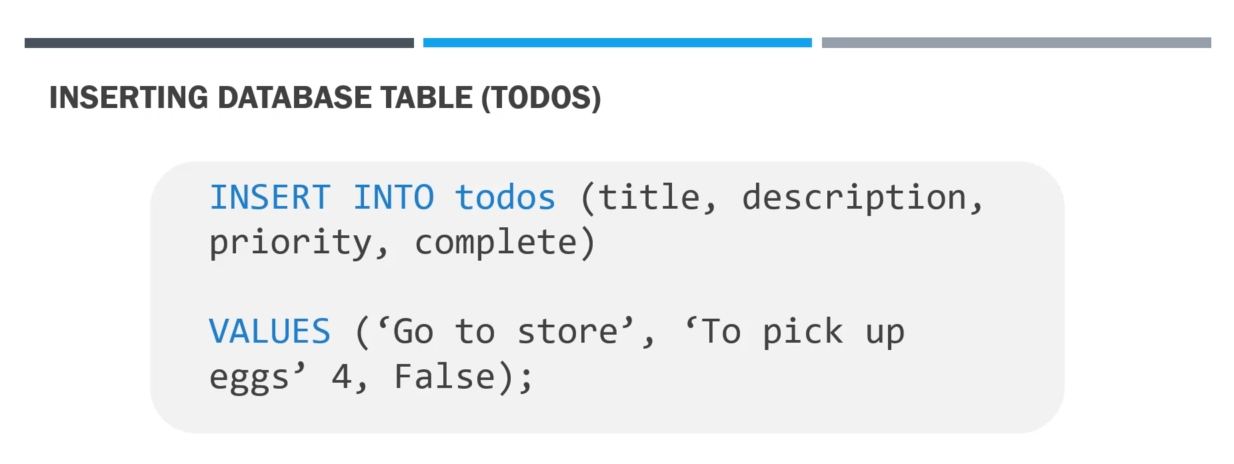 INSERTING DATABASE TABLE (TODOS)
INSERT INTO todos (title, description,
priority, complete)
VALUES (‘Go to store’, ‘To pick up
eggs’ 4, False);